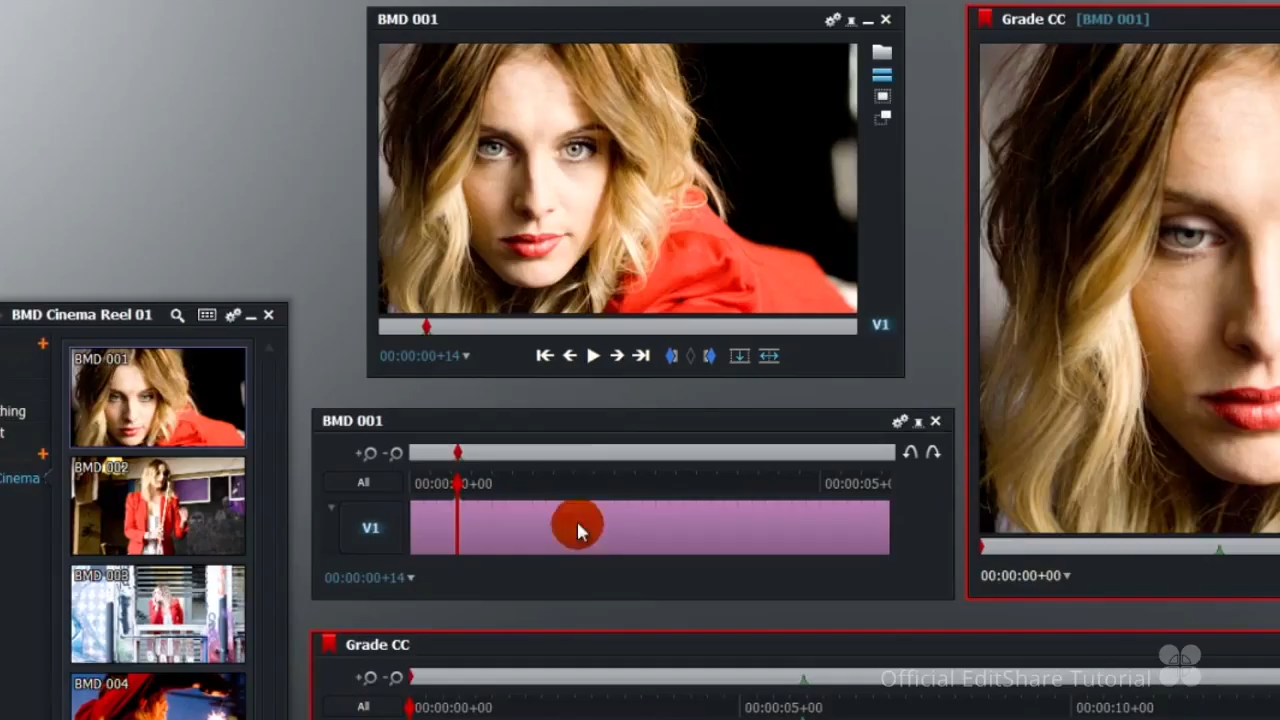 BMD 001
Grade CC [BMD 001]
V1
00:00:00+14
BMD Cinema Reel 01
BMD 001
BMD 002
BMD 003
BMD 004
hing
t
Cinema
BMD 001
All
00:00:00+00
V1
00:00:00+14
00:00:00+00
Grade CC
Official EditShare Tutorial
All
00:00:00+00
00:00:05+00
00:00:10+00